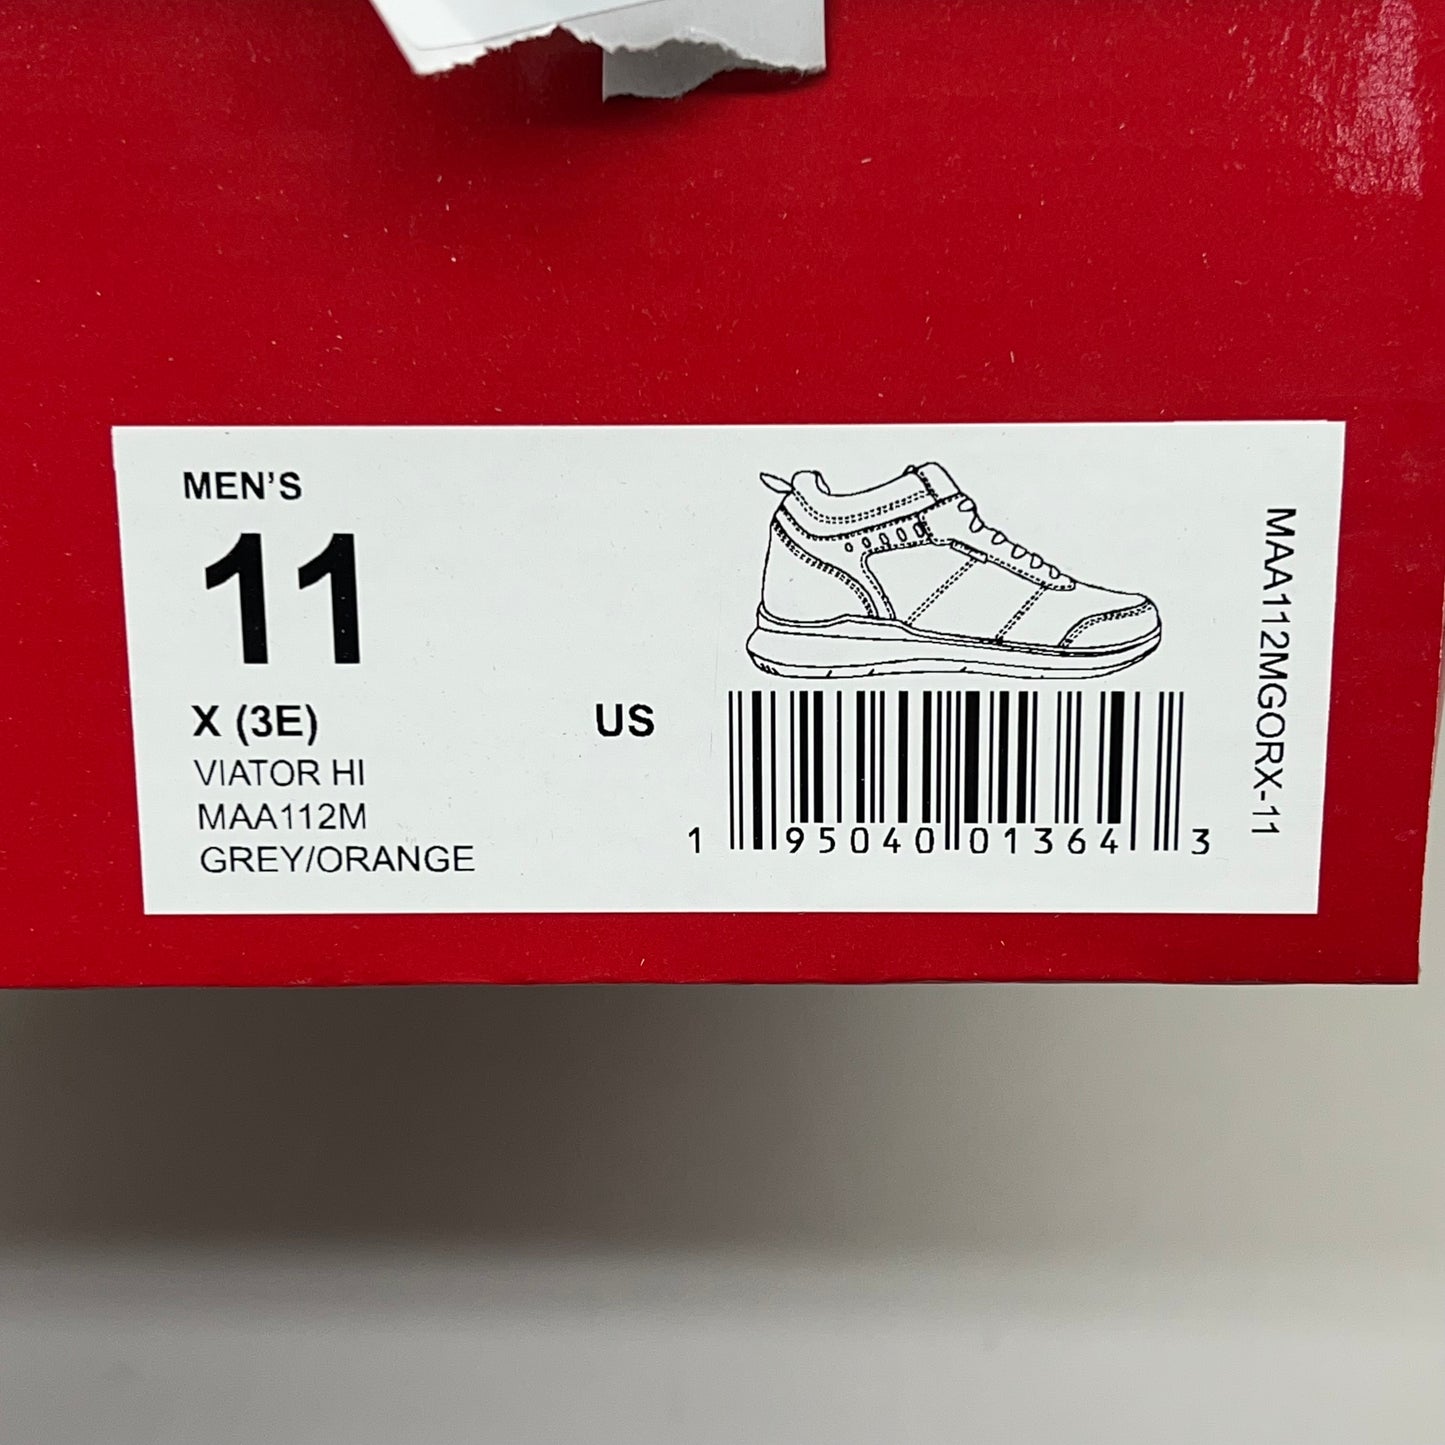 MEN'S
11
X (3E)
US
VIATOR HI
MAA112M
GREY/ORANGE
1 95040 01364 3
MAA112MGORX-11